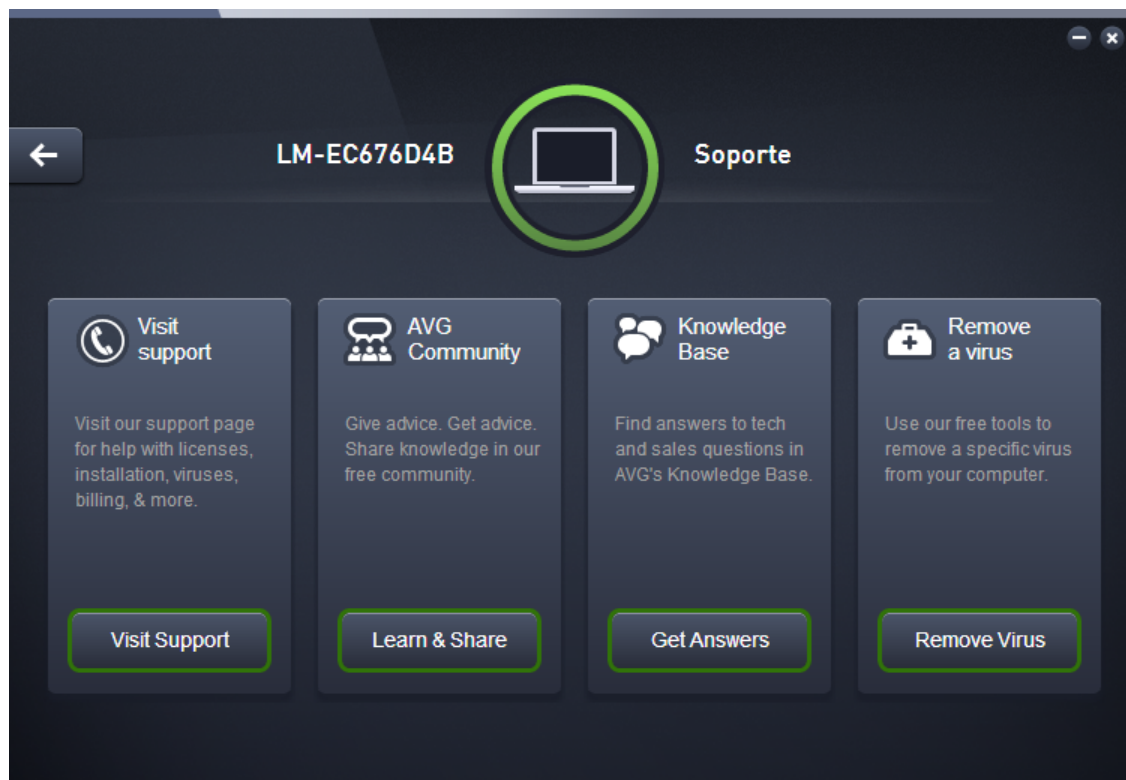 LM-EC676D4B
Soporte
Visit
support
Visit our support page
for help with licenses,
installation, viruses,
billing, & more.
Visit Support
AVG
Community
Give advice. Get advice.
Share knowledge in our
free community.
Learn & Share
Knowledge
Base
Find answers to tech
and sales questions in
AVG's Knowledge Base.
Get Answers
Remove
a virus
Use our free tools to
remove a specific virus
from your computer.
Remove Virus